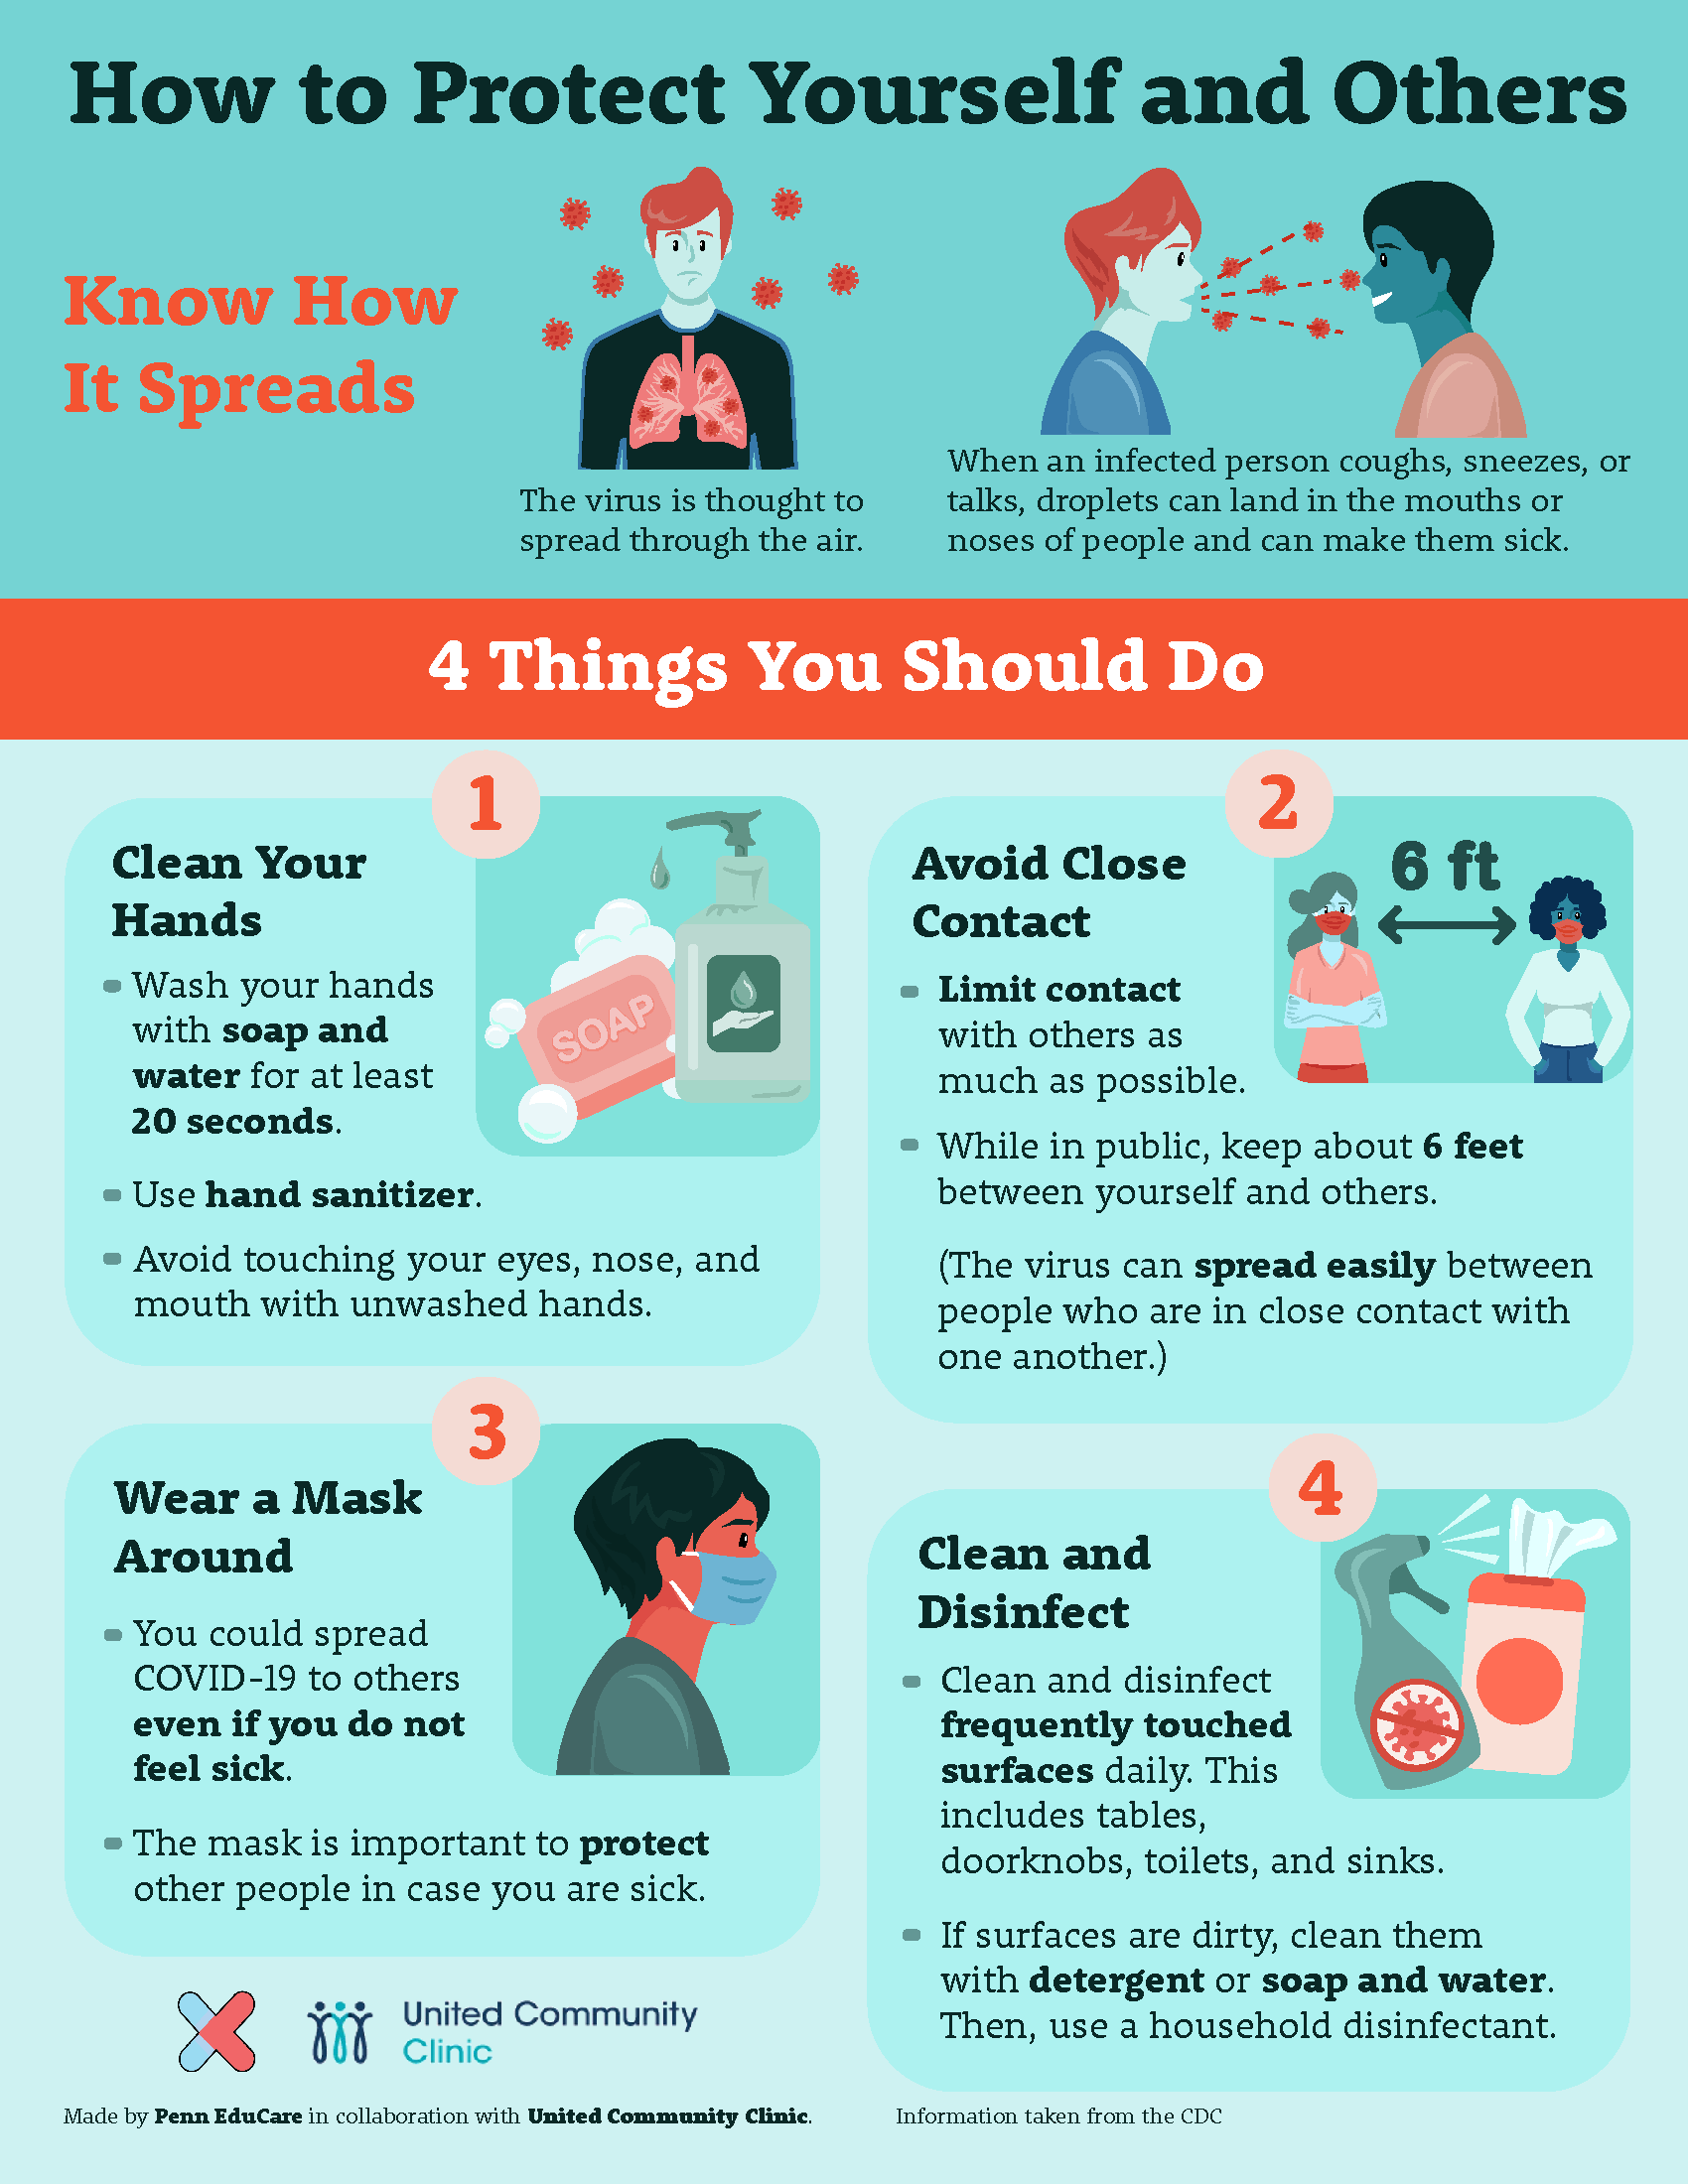 How to Protect Yourself and Others
Know How
It Spreads
The virus is thought to
spread through the air.
When an infected person coughs, sneezes, or
talks, droplets can land in the mouths or
noses of people and can make them sick.
4 Things You Should Do
1
Clean Your
Hands
Wash your hands
with soap and
water for at least
20 seconds.
Use hand sanitizer.
Avoid touching your eyes, nose, and
mouth with unwashed hands.
SOAP
2
Avoid Close
Contact
6 ft
Limit contact
with others as
much as possible.
While in public, keep about 6 feet
between yourself and others.
(The virus can spread easily between
people who are in close contact with
one another.)
3
Wear a Mask
Around
You could spread
COVID-19 to others
even if you do not
feel sick.
The mask is important to protect
other people in case you are sick.
4
Clean and
Disinfect
Clean and disinfect
frequently touched
surfaces daily. This
includes tables,
doorknobs, toilets, and sinks.
If surfaces are dirty, clean them
with detergent or soap and water.
Then, use a household disinfectant.
United Community
Clinic
Made by Penn EduCare in collaboration with United Community Clinic.
Information taken from the CDC